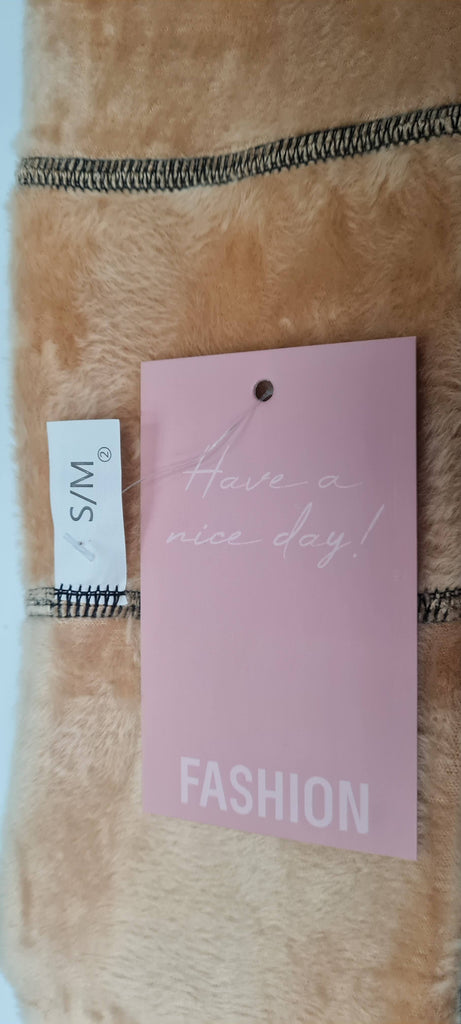 S/M ②
Have a
nice day!
FASHION